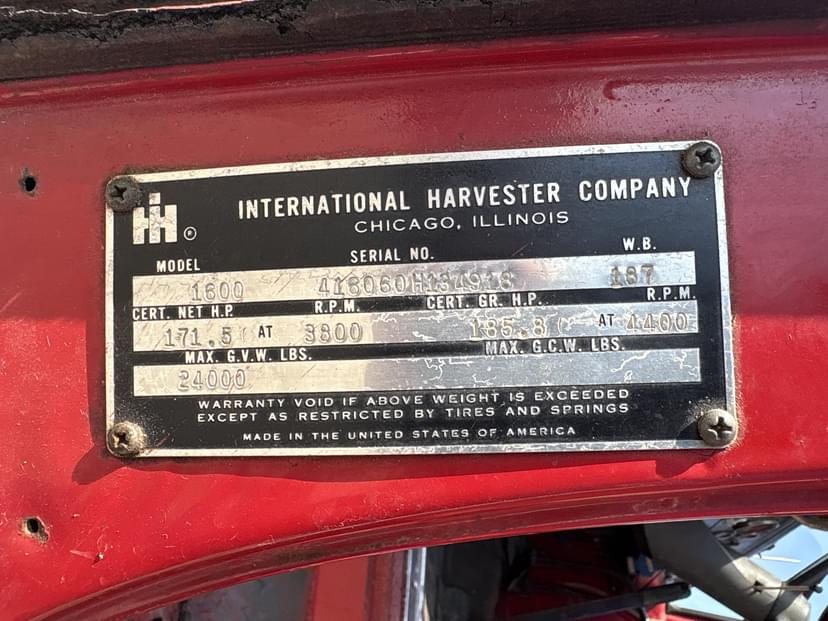 IH ®
INTERNATIONAL HARVESTER COMPANY
CHICAGO, ILLINOIS
MODEL SERIAL NO. W.B.
1600 416060H134918 187
CERT. NET H.P. R.P.M. CERT. GR. H.P. R.P.M.
171.5 AT 3800 185.8 AT 4400
MAX. G.V.W. LBS. MAX. G.C.W. LBS.
24000
WARRANTY VOID IF ABOVE WEIGHT IS EXCEEDED
EXCEPT AS RESTRICTED BY TIRES AND SPRINGS
MADE IN THE UNITED STATES OF AMERICA